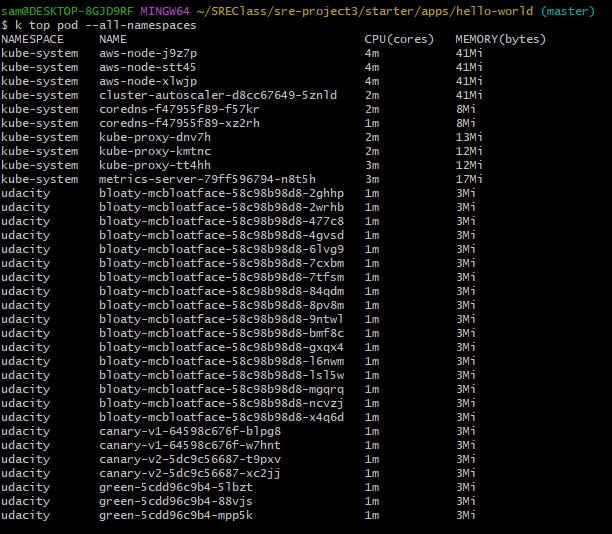 sam@DESKTOP-8GJD9RF MINGW64 ~/SREClass/sre-project3/starter/apps/hello-world (master)
$ k top pod --all-namespaces
NAMESPACE     NAME                                  CPU(cores)   MEMORY(bytes)
kube-system   aws-node-j9z7p                        4m           41Mi
kube-system   aws-node-stt45                        4m           41Mi
kube-system   aws-node-xlwjp                        4m           41Mi
kube-system   cluster-autoscaler-d8cc67649-5znld    2m           41Mi
kube-system   coredns-f47955f89-f57kr               2m           8Mi
kube-system   coredns-f47955f89-xz2rh               1m           8Mi
kube-system   kube-proxy-dnv7h                      2m           13Mi
kube-system   kube-proxy-kmtnc                      2m           12Mi
kube-system   kube-proxy-tt4hh                      3m           12Mi
kube-system   metrics-server-79ff596794-n8t5h       3m           17Mi
udacity       bloaty-mcbloatface-58c98b98d8-2ghhp   1m           3Mi
udacity       bloaty-mcbloatface-58c98b98d8-2wrhb   1m           3Mi
udacity       bloaty-mcbloatface-58c98b98d8-477c8   1m           3Mi
udacity       bloaty-mcbloatface-58c98b98d8-4gvsd   1m           3Mi
udacity       bloaty-mcbloatface-58c98b98d8-6lvg9   1m           3Mi
udacity       bloaty-mcbloatface-58c98b98d8-7cxbm   1m           3Mi
udacity       bloaty-mcbloatface-58c98b98d8-7tfsm   1m           3Mi
udacity       bloaty-mcbloatface-58c98b98d8-84qdm   1m           3Mi
udacity       bloaty-mcbloatface-58c98b98d8-8pv8m   1m           3Mi
udacity       bloaty-mcbloatface-58c98b98d8-9ntwl   1m           3Mi
udacity       bloaty-mcbloatface-58c98b98d8-bmf8c   1m           3Mi
udacity       bloaty-mcbloatface-58c98b98d8-gxqx4   1m           3Mi
udacity       bloaty-mcbloatface-58c98b98d8-l6nwm   1m           3Mi
udacity       bloaty-mcbloatface-58c98b98d8-lsl5w   1m           3Mi
udacity       bloaty-mcbloatface-58c98b98d8-mgqrq   1m           3Mi
udacity       bloaty-mcbloatface-58c98b98d8-ncvzj   1m           3Mi
udacity       bloaty-mcbloatface-58c98b98d8-x4q6d   1m           3Mi
udacity       canary-v1-64598c676f-blpg8            1m           3Mi
udacity       canary-v1-64598c676f-w7hnt            1m           3Mi
udacity       canary-v2-5dc9c56687-t9pxv            1m           3Mi
udacity       canary-v2-5dc9c56687-xc2jj            1m           3Mi
udacity       green-5cdd96c9b4-5lbzt                1m           3Mi
udacity       green-5cdd96c9b4-88vjs                1m           3Mi
udacity       green-5cdd96c9b4-mpp5k                1m           3Mi